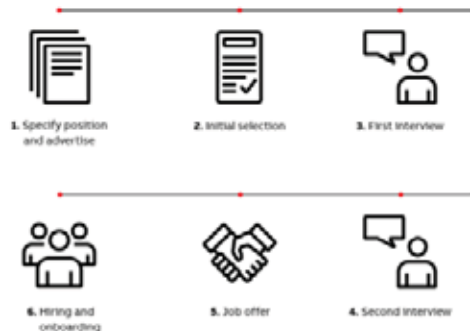 1. Specify position
and advertise
2. Initial selection
3. First interview
6. Hiring and
onboarding
5. Job offer
4. Second interview